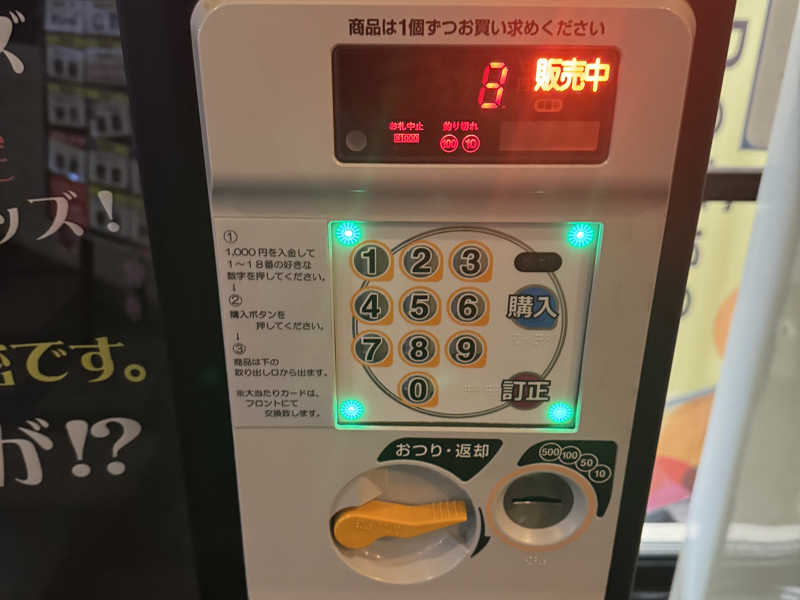 商品は1個ずつお買い求めください
8
販売中
お札中止
1000
釣り切れ
100 10
①
1,000円を入金して
1〜18番の好きな
数字を押してください。
↓
②
購入ボタンを
押してください。
↓
③
商品は下の
取り出し口から出ます。
※大当たりカードは、
フロントにて
交換致します。
1 2 3
4 5 6 購入
7 8 9
0 訂正
おつり・返却
500 100 50 10
ズ
ッズ!
です。
が!?